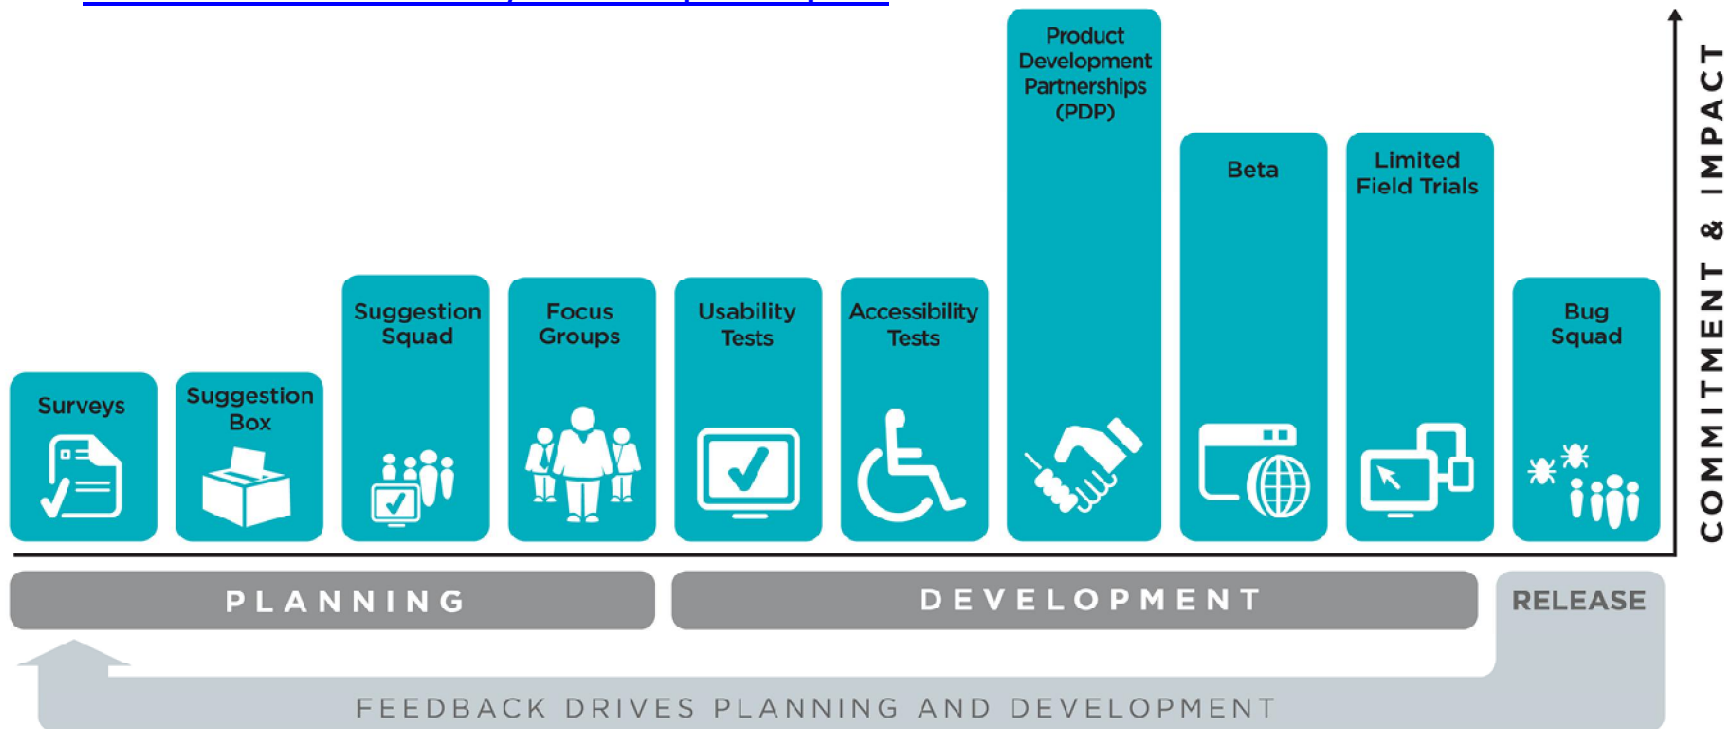 Product
Development
Partnerships
(PDP)
Beta
Limited
Field Trials
Suggestion
Squad
Focus
Groups
Usability
Tests
Accessibility
Tests
Bug
Squad
Surveys
Suggestion
Box
COMMITMENT & IMPACT
PLANNING
DEVELOPMENT
RELEASE
FEEDBACK DRIVES PLANNING AND DEVELOPMENT